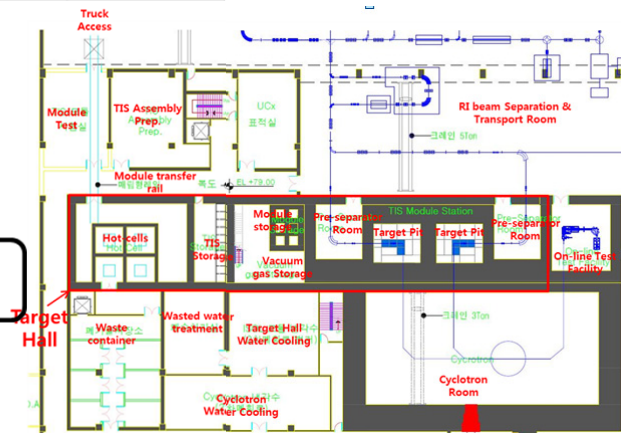 Truck
Access
Module
Test
TIS Assembly
Prep.
UCx
표적실
RI beam Separation &
Transport Room
크레인 5Ton
Module transfer
rail
복도
EL +79.00
Hot-cells
Hot Cell
TIS
Storage
Module
storage
Vacuum
gas Storage
Pre-separator
Room
TIS Module Station
Target Pit
Target Pit
Pre-separator
Room
On-line Test
Facility
Target
Hall
Waste
container
Wasted water
treatment
Target Hall
Water Cooling
크레인 3Ton
Cyclotron
Cyclotron
Water Cooling
Cyclotron
Room